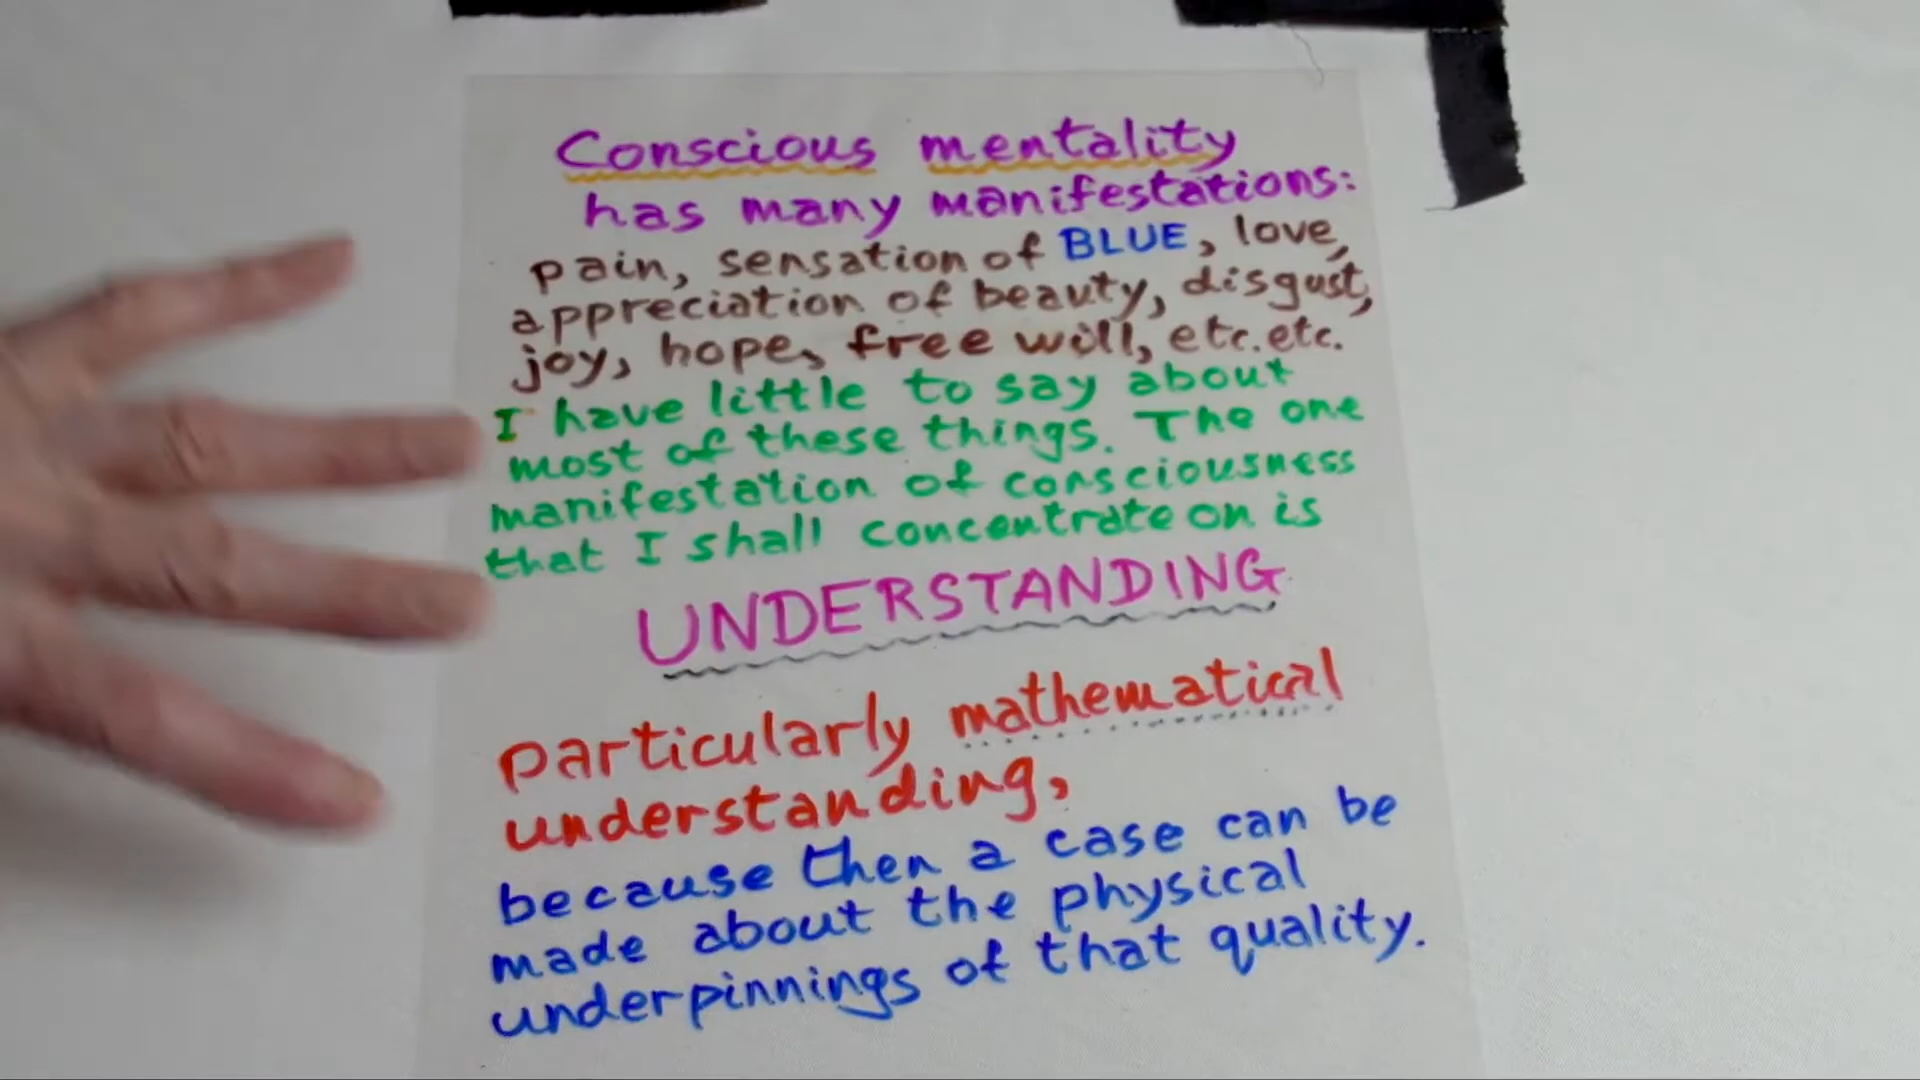 Conscious mentality
has many manifestations:
pain, sensation of BLUE, love,
appreciation of beauty, disgust,
joy, hope, free will, etc. etc.
I have little to say about
most of these things. The one
manifestation of consciousness
that I shall concentrate on is
UNDERSTANDING
particularly mathematical
understanding,
because then a case can be
made about the physical
underpinnings of that quality.